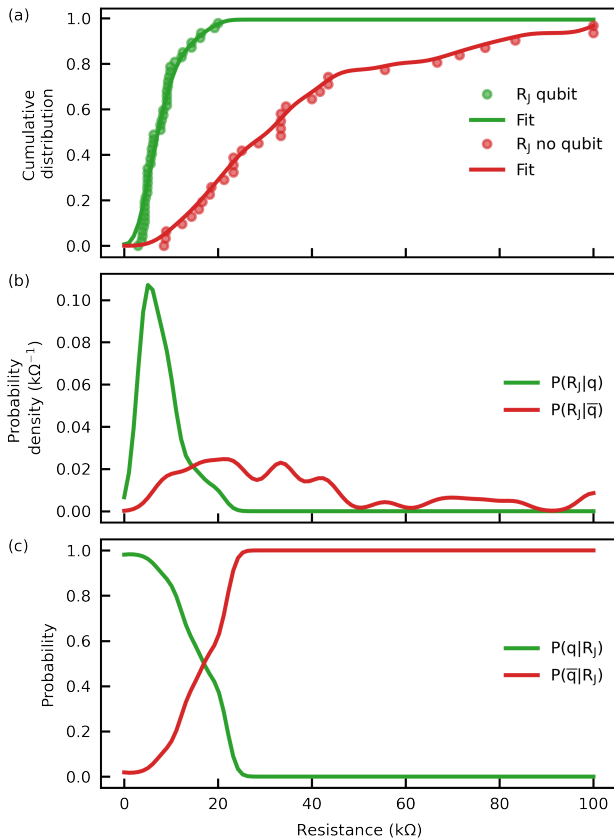 (a)
1.0
0.8
0.6
0.4
0.2
0.0
Cumulative
distribution
R_J qubit
Fit
R_J no qubit
Fit
(b)
0.10
0.08
0.06
0.04
0.02
0.00
Probability
density (kΩ⁻¹)
P(R_J|q)
P(R_J|q̅)
(c)
1.0
0.8
0.6
0.4
0.2
0.0
Probability
P(q|R_J)
P(q̅|R_J)
0 20 40 60 80 100
Resistance (kΩ)